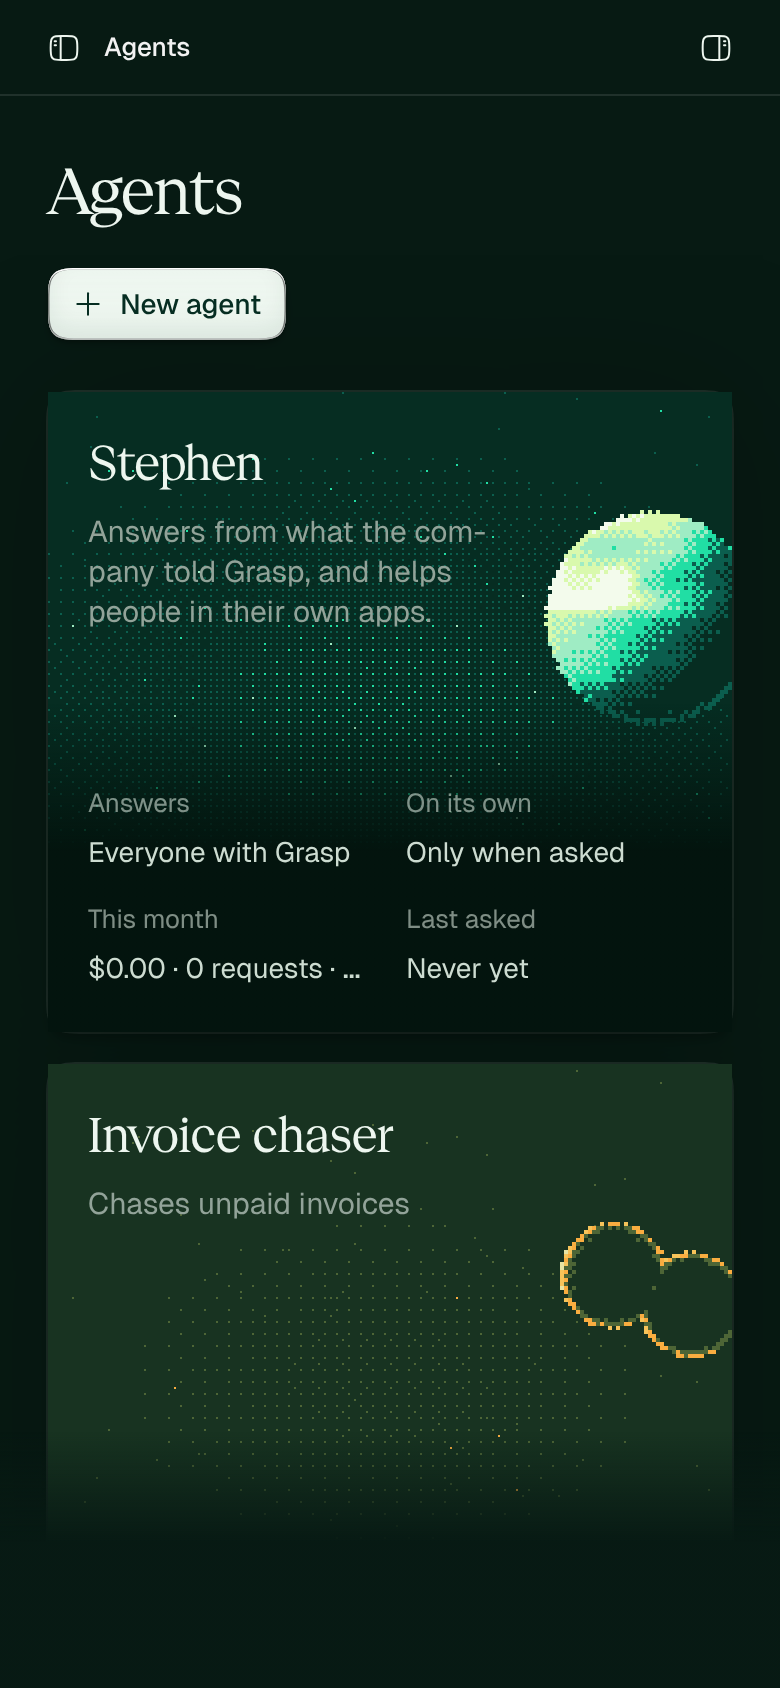 Agents
Agents
New agent
Stephen
Answers from what the com-
pany told Grasp, and helps
people in their own apps.
Answers
On its own
Everyone with Grasp
Only when asked
This month
Last asked
$0.00 · 0 requests · ...
Never yet
Invoice chaser
Chases unpaid invoices